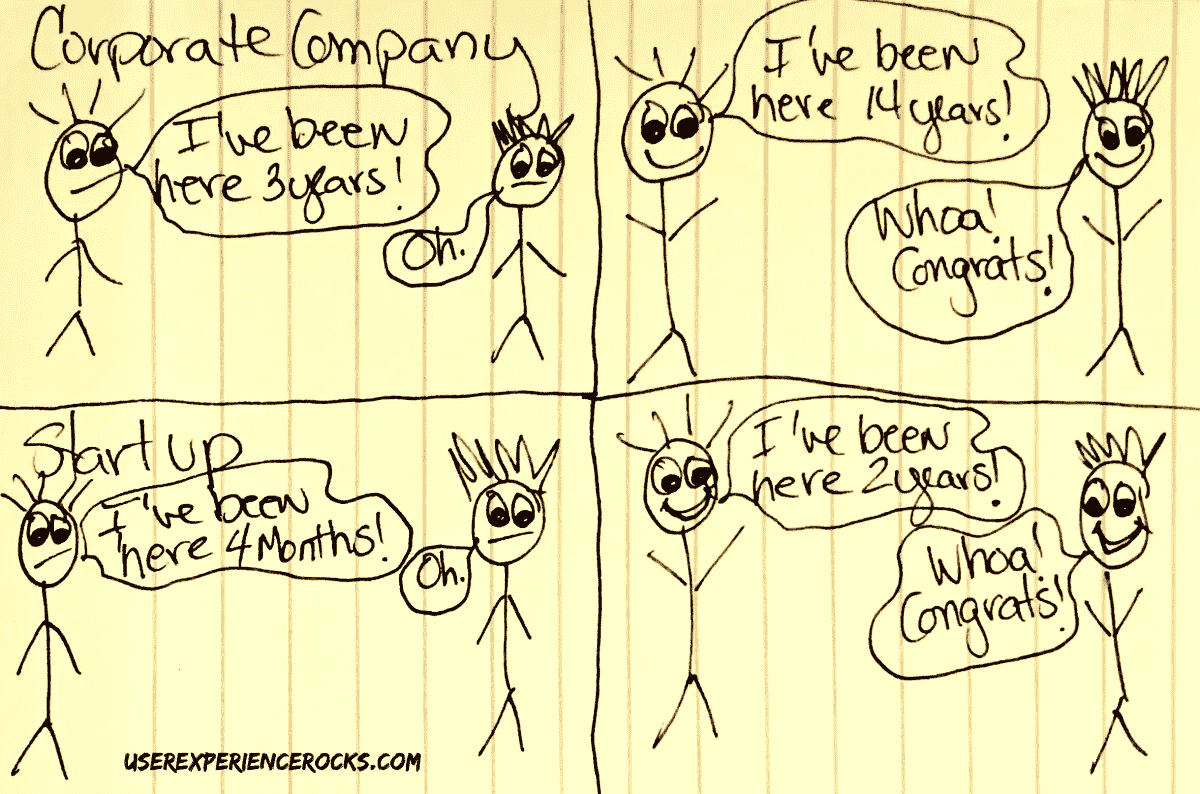 Corporate Company
I've been
here 3 years!
Oh.
I've been
here 14 years!
Whoa!
Congrats!
Start up
I've been
here 4 Months!
Oh.
I've been
here 2 years!
Whoa!
Congrats!
USEREXPERIENCEROCKS.COM